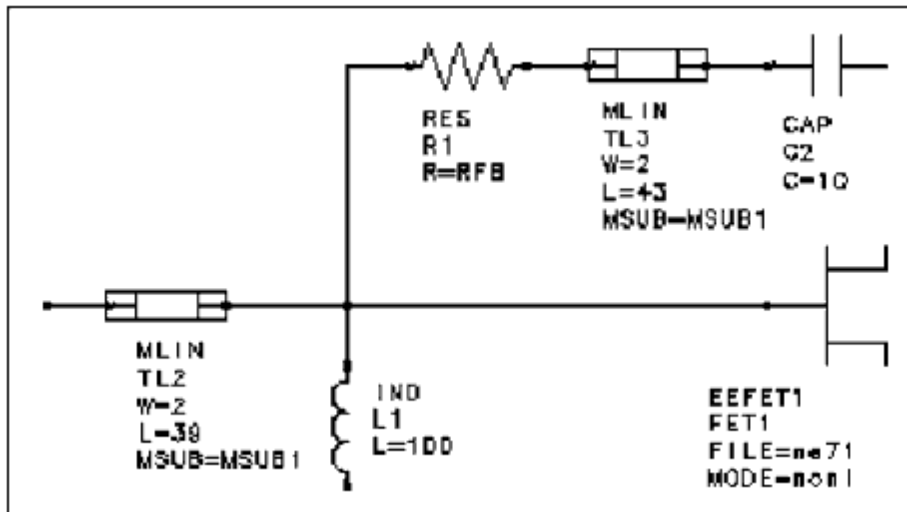 RES
R1
R=RFB
MLIN
TL3
W=2
L=43
MSUB=MSUB1
CAP
C2
C=10
MLIN
TL2
W=2
L=39
MSUB=MSUB1
IND
L1
L=100
EEFET1
FET1
FILE=ne71
MODE=nonl